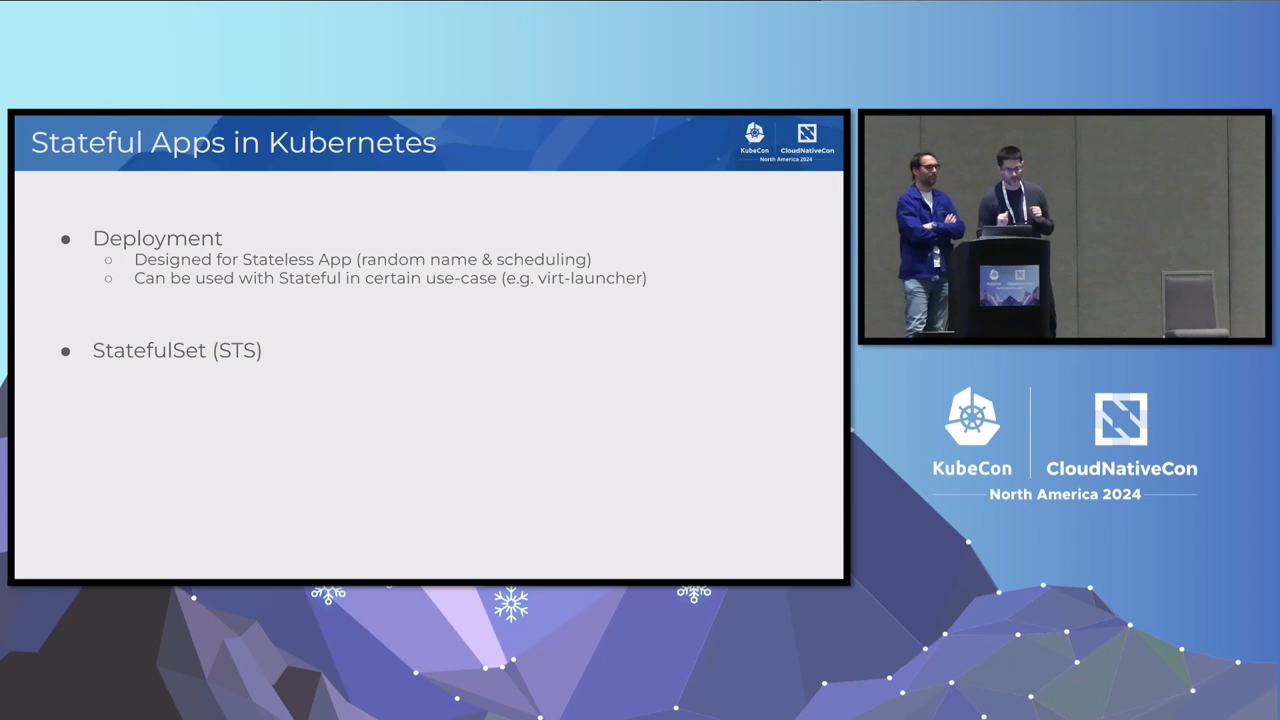 Stateful Apps in Kubernetes
KubeCon
CloudNativeCon
North America 2024
● Deployment
○ Designed for Stateless App (random name & scheduling)
○ Can be used with Stateful in certain use-case (e.g. virt-launcher)
● StatefulSet (STS)
KubeCon
CloudNativeCon
North America 2024